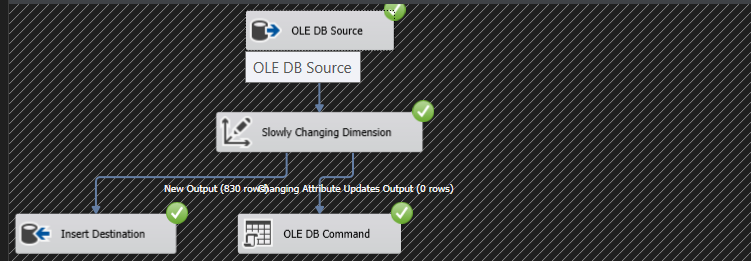 OLE DB Source
OLE DB Source
Slowly Changing Dimension
New Output (830 rows)
Changing Attribute Updates Output (0 rows)
Insert Destination
OLE DB Command